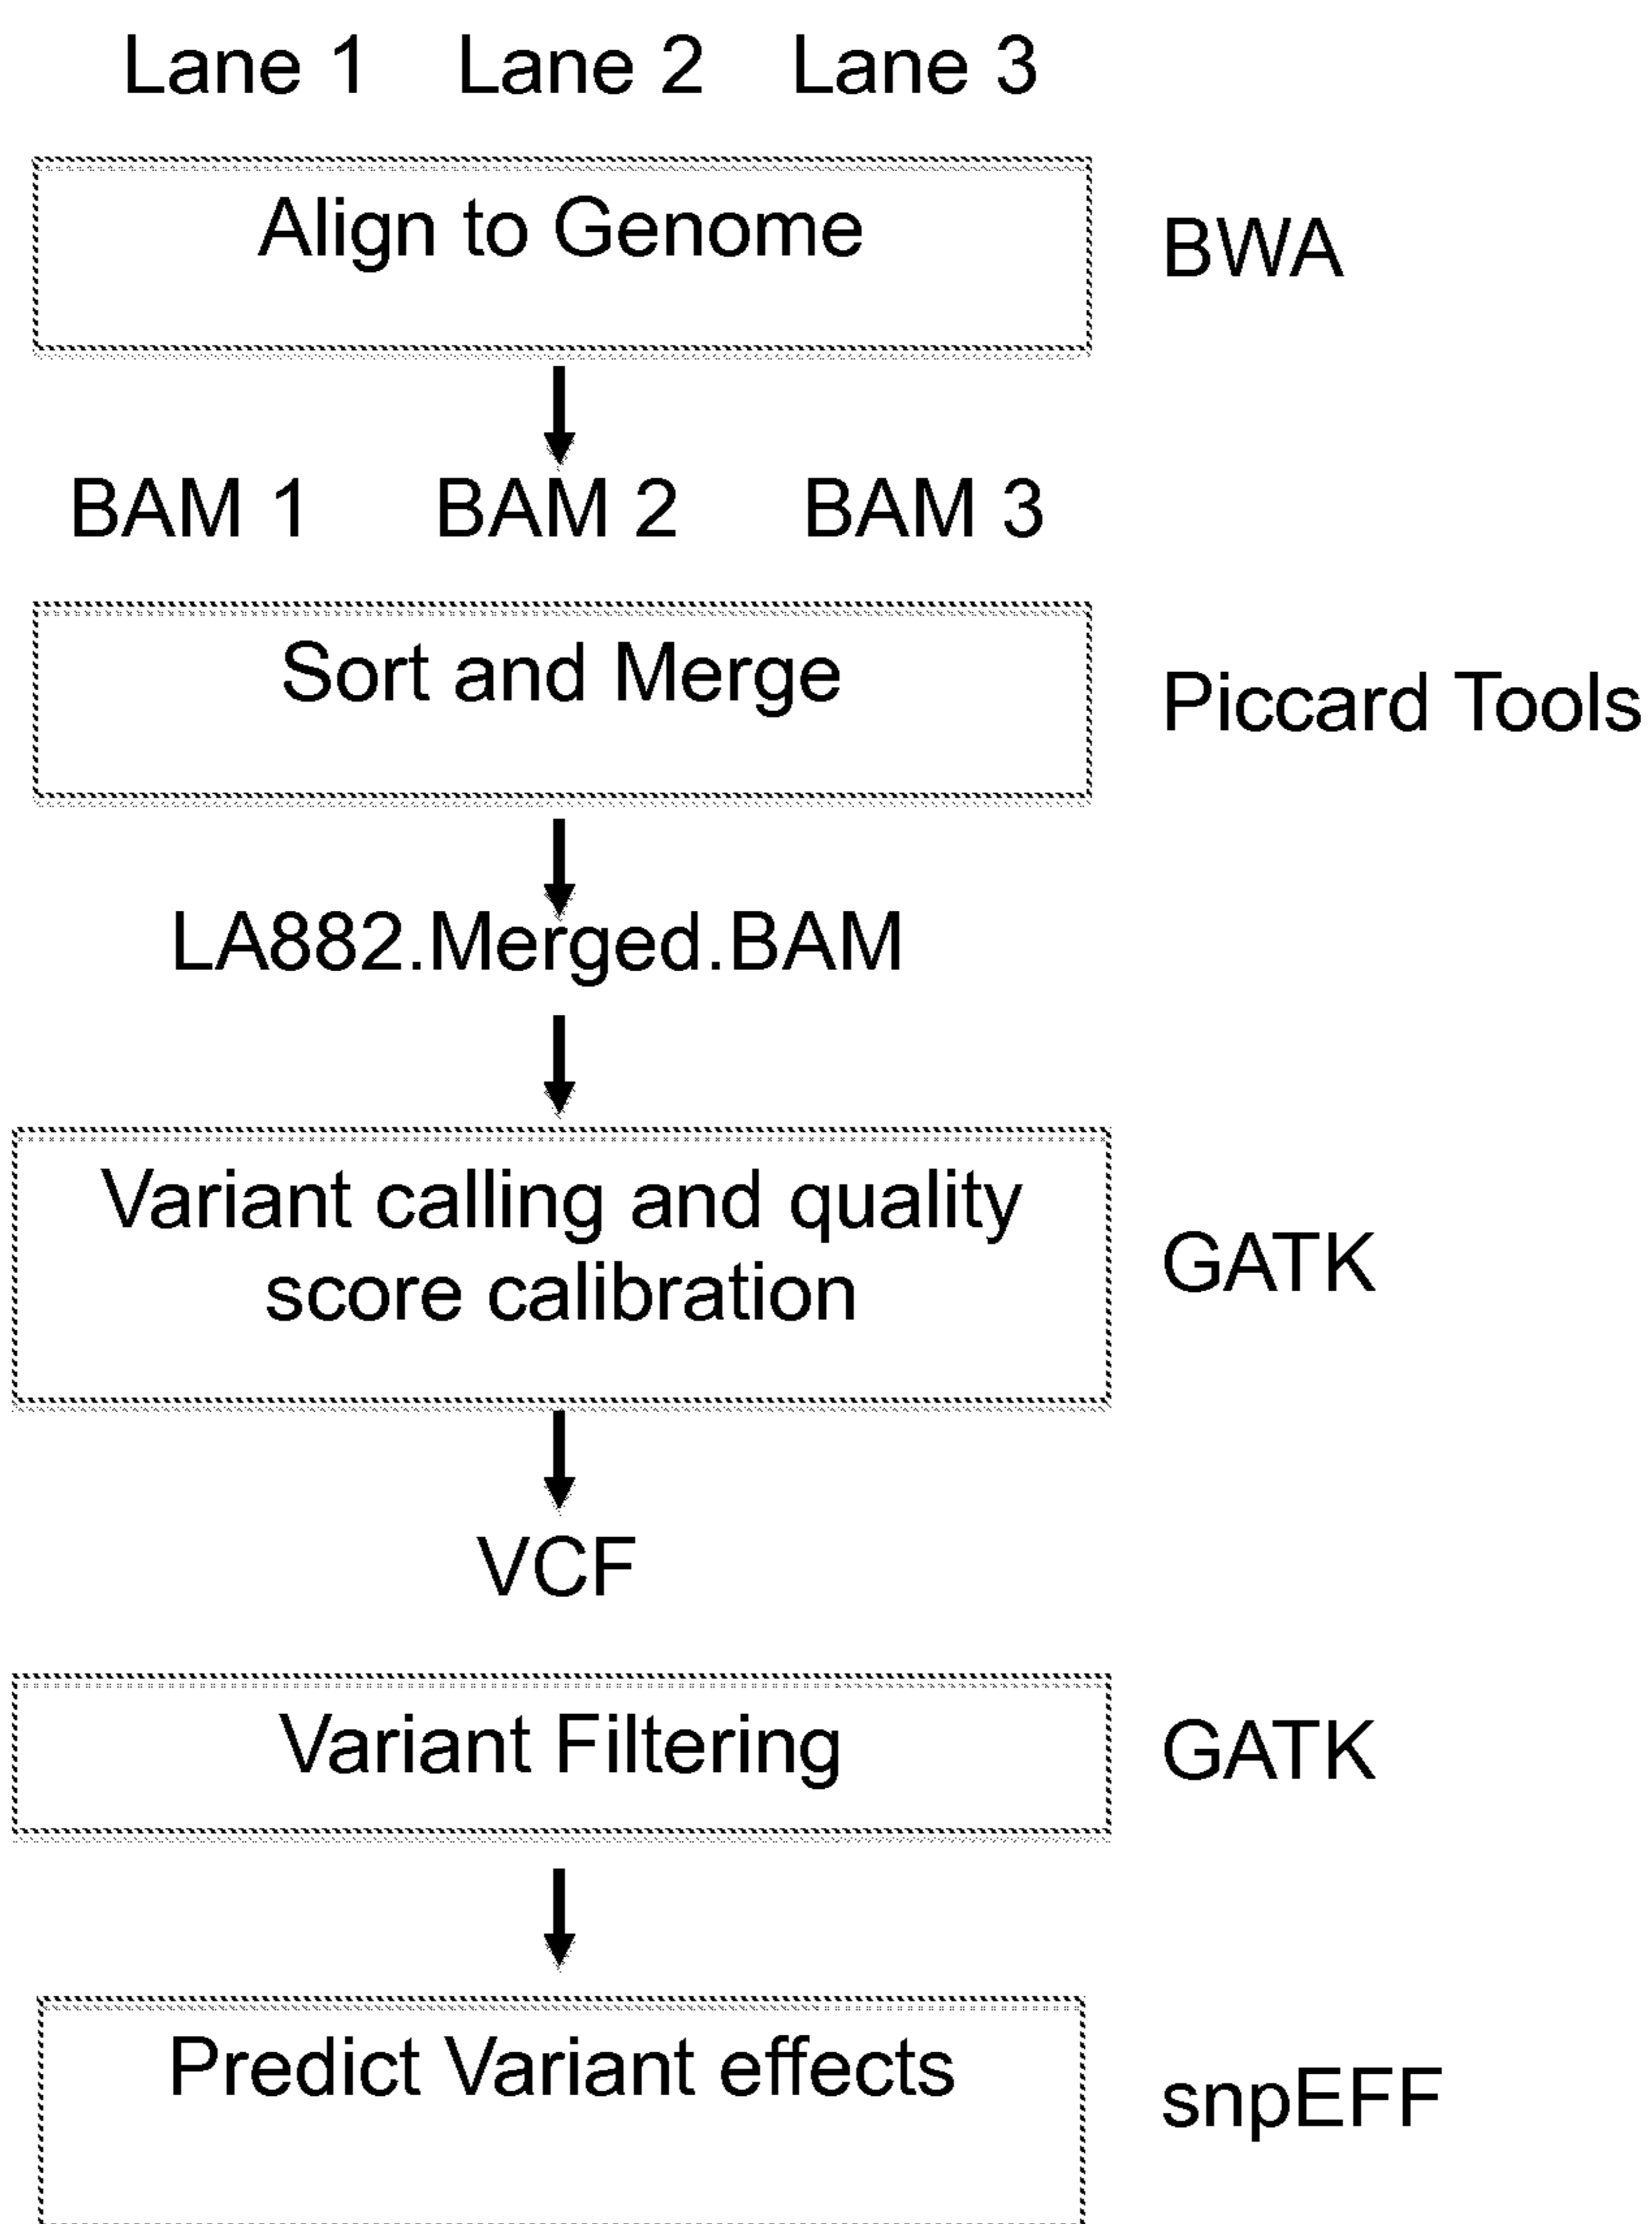 Lane 1 Lane 2 Lane 3
Align to Genome
BWA
BAM 1 BAM 2 BAM 3
Sort and Merge
Piccard Tools
LA882.Merged.BAM
Variant calling and quality
score calibration
GATK
VCF
Variant Filtering
GATK
Predict Variant effects
snpEFF